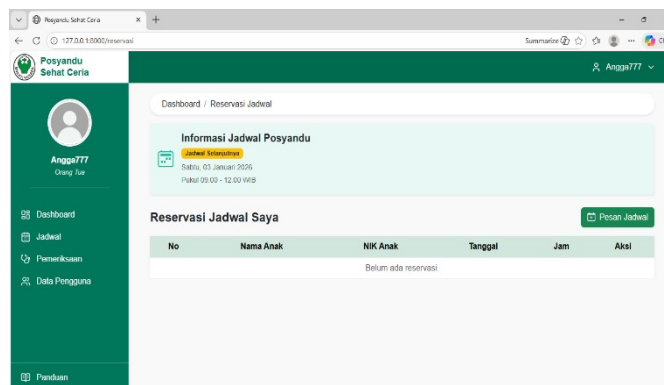 Posyandu Sehat Ceria
127.0.0.1:8000/reservasi
Summarize
Posyandu
Sehat Ceria
Angga777
Angga777
Orang Tua
Dashboard
Jadwal
Pemeriksaan
Data Pengguna
Panduan
Dashboard / Reservasi Jadwal
Informasi Jadwal Posyandu
Jadwal Selanjutnya
Sabtu, 03 Januari 2026
Pukul 08.00 - 12.00 WIB
Reservasi Jadwal Saya
Pesan Jadwal
No Nama Anak NIK Anak Tanggal Jam Aksi
Belum ada reservasi.